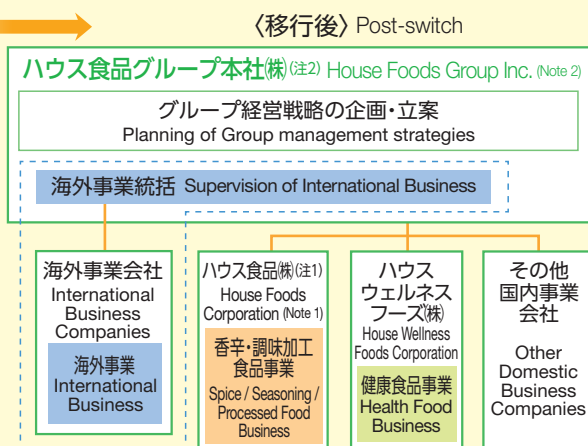 〈移行後〉 Post-switch
ハウス食品グループ本社㈱(注2) House Foods Group Inc. (Note 2)
グループ経営戦略の企画・立案
Planning of Group management strategies
海外事業統括 Supervision of International Business
海外事業会社
International
Business
Companies
海外事業
International
Business
ハウス食品㈱(注1)
House Foods
Corporation (Note 1)
香辛・調味加工
食品事業
Spice / Seasoning /
Processed Food
Business
ハウス
ウェルネス
フーズ㈱
House Wellness
Foods Corporation
健康食品事業
Health Food
Business
その他
国内事業
会社
Other
Domestic
Business
Companies